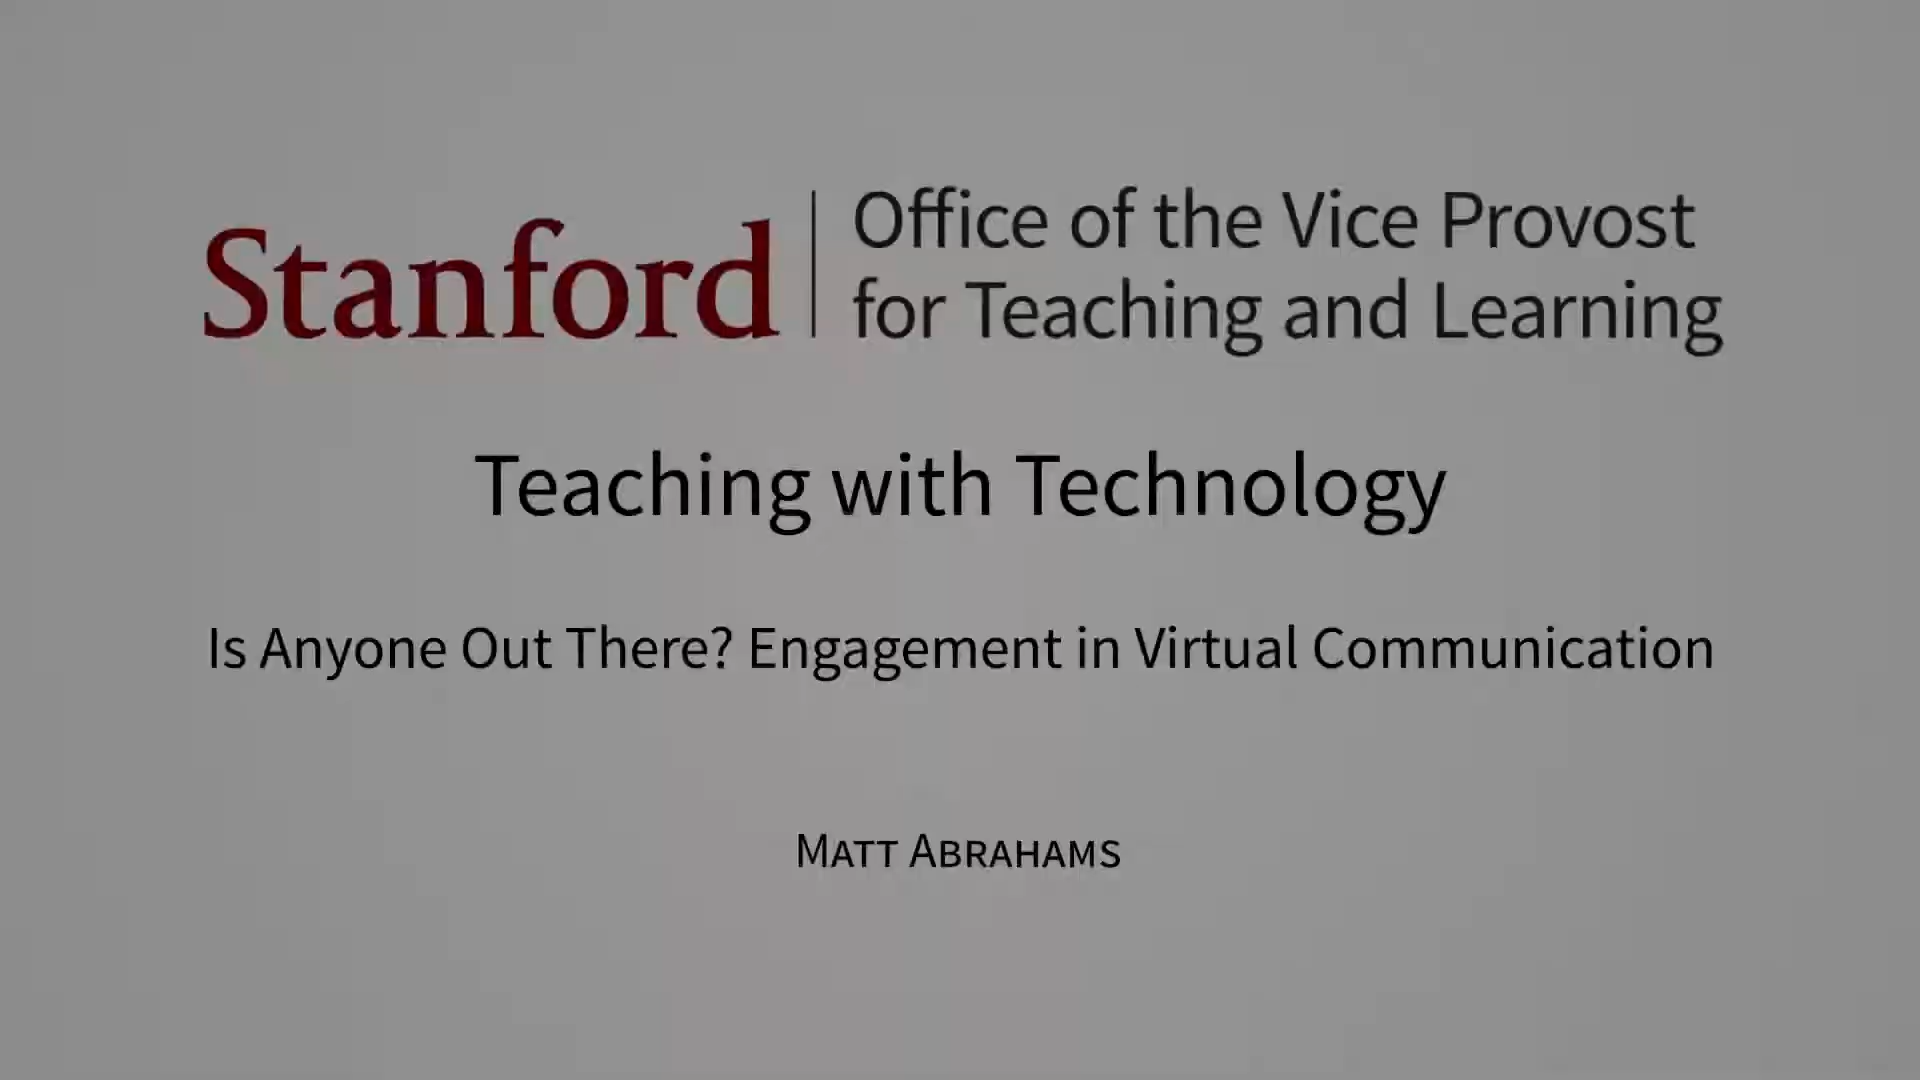 Stanford
Office of the Vice Provost
for Teaching and Learning
Teaching with Technology
Is Anyone Out There? Engagement in Virtual Communication
MATT ABRAHAMS